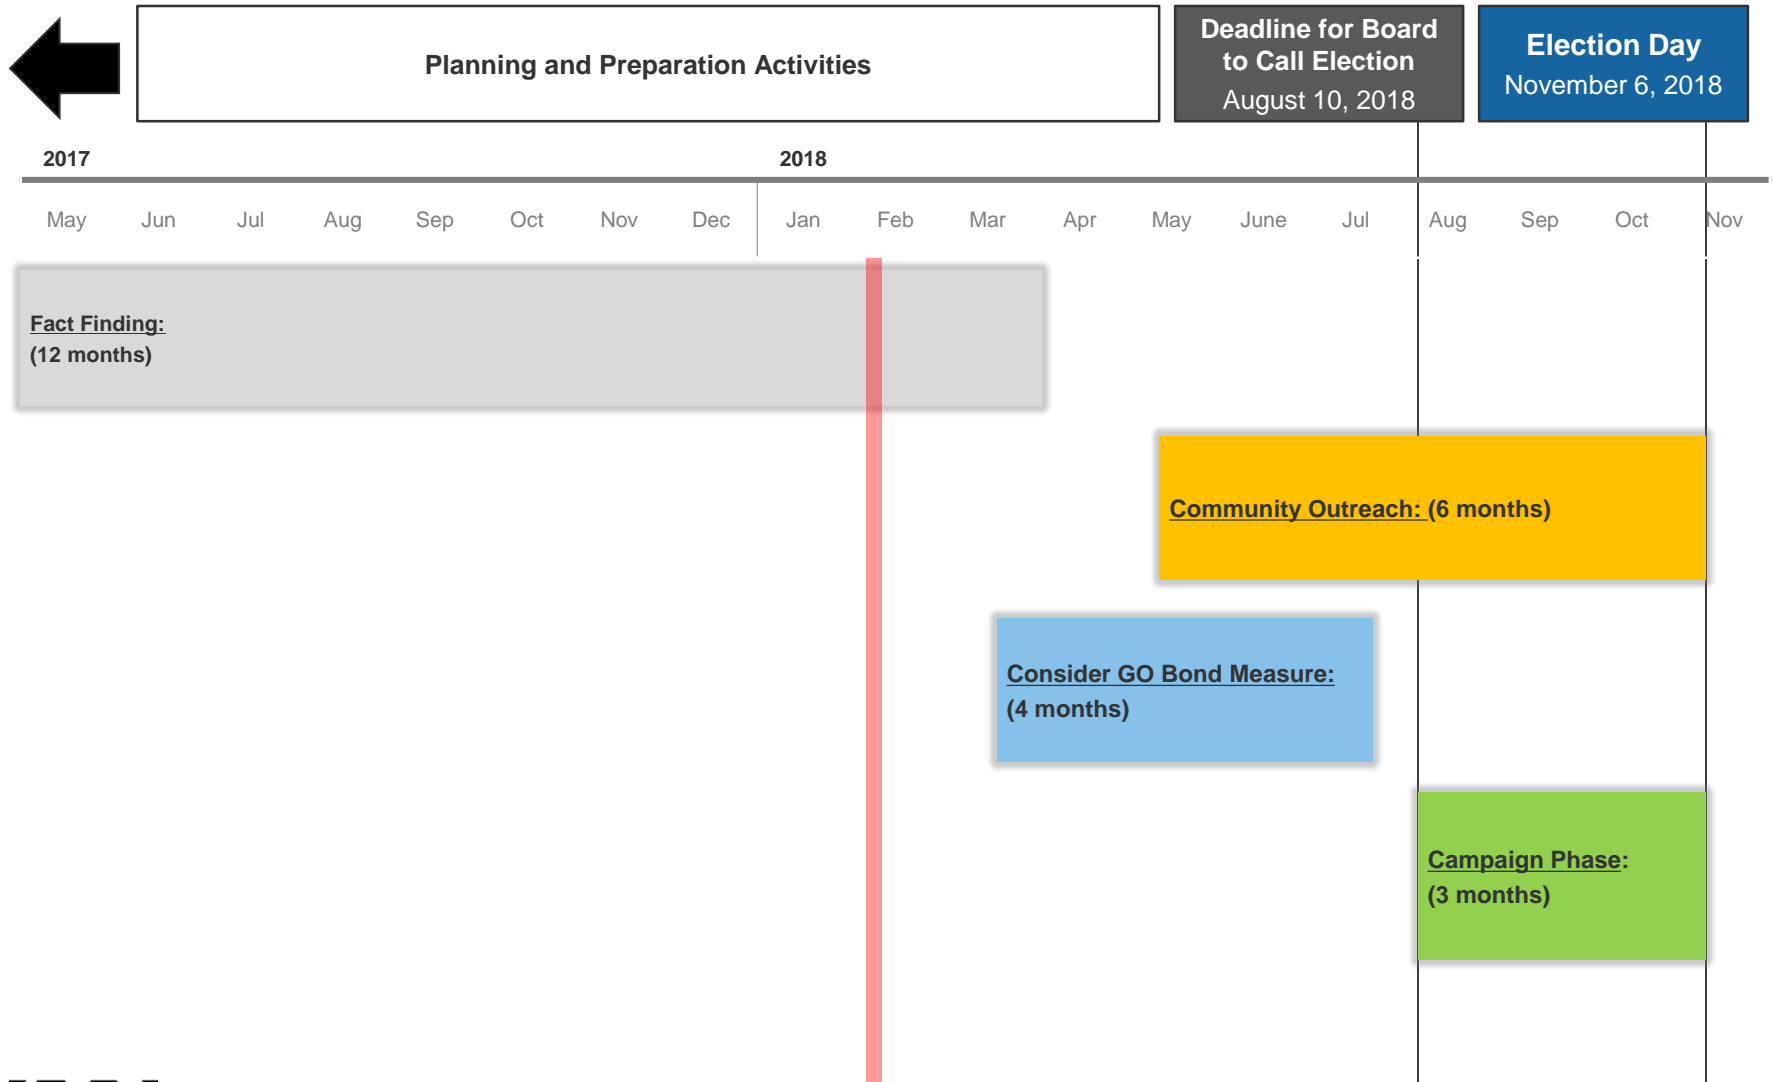 Planning and Preparation Activities
Deadline for Board
to Call Election
August 10, 2018
Election Day
November 6, 2018
2017
2018
May Jun Jul Aug Sep Oct Nov Dec Jan Feb Mar Apr May June Jul Aug Sep Oct Nov
Fact Finding:
(12 months)
Community Outreach: (6 months)
Consider GO Bond Measure:
(4 months)
Campaign Phase:
(3 months)